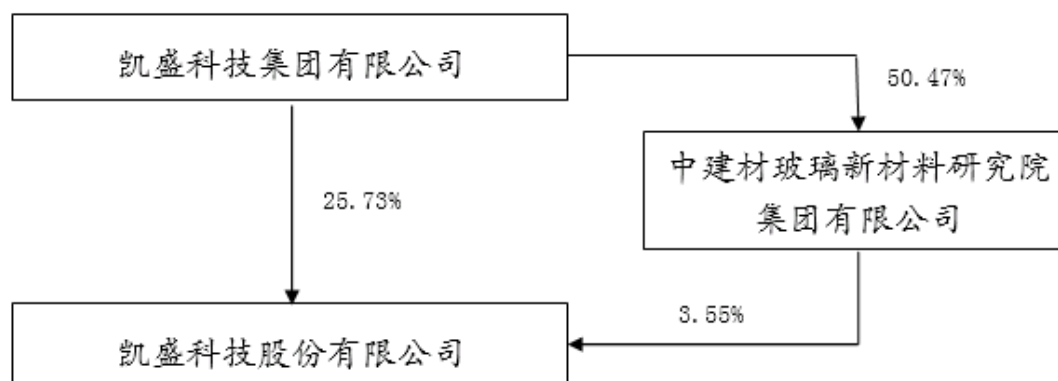 凯盛科技集团有限公司
50.47%
中建材玻璃新材料研究院
集团有限公司
25.73%
3.55%
凯盛科技股份有限公司